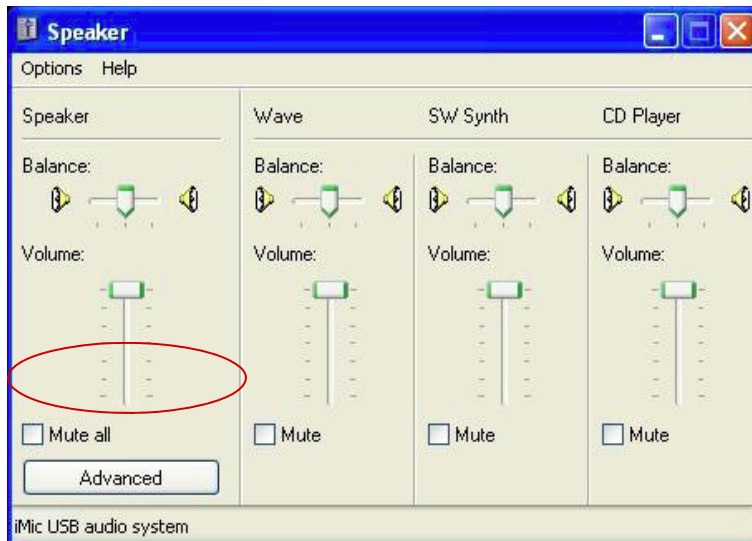 Speaker
Options Help
Speaker Wave SW Synth CD Player
Balance: Balance: Balance: Balance:
Volume: Volume: Volume: Volume:
Mute all Mute Mute Mute
Advanced
iMic USB audio system